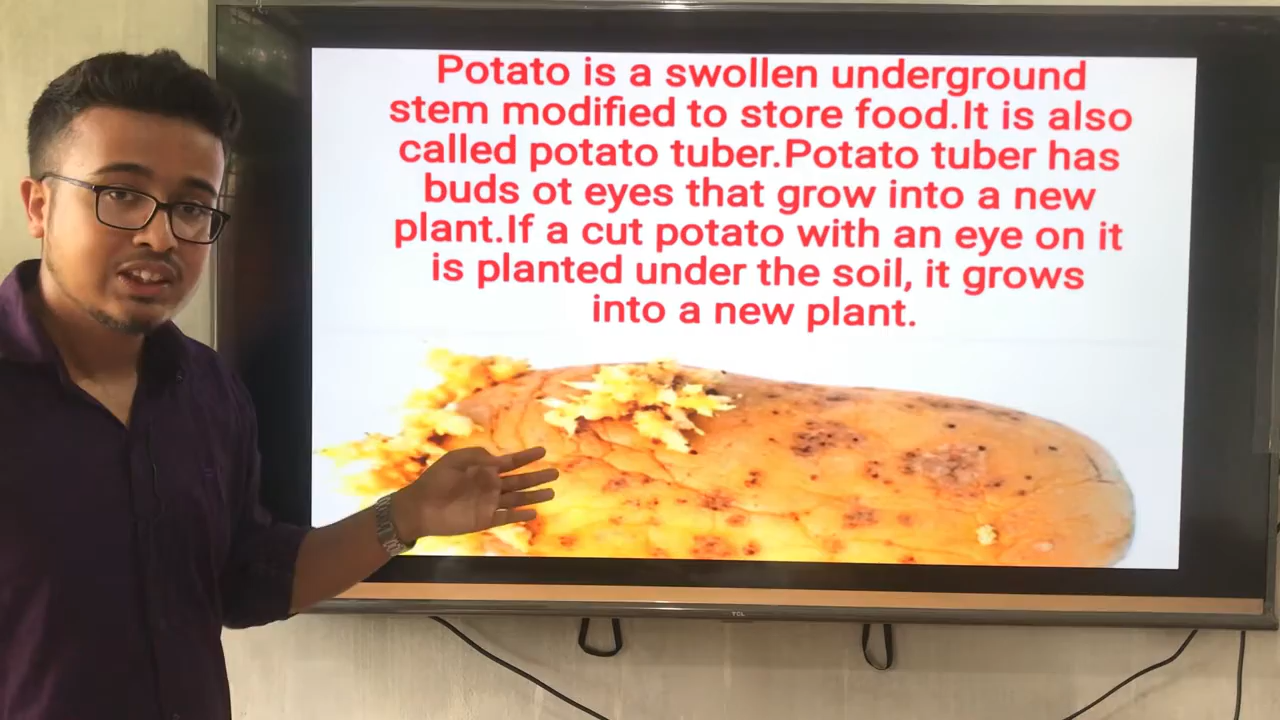 Potato is a swollen underground
stem modified to store food.It is also
called potato tuber.Potato tuber has
buds ot eyes that grow into a new
plant.If a cut potato with an eye on it
is planted under the soil, it grows
into a new plant.
TCL